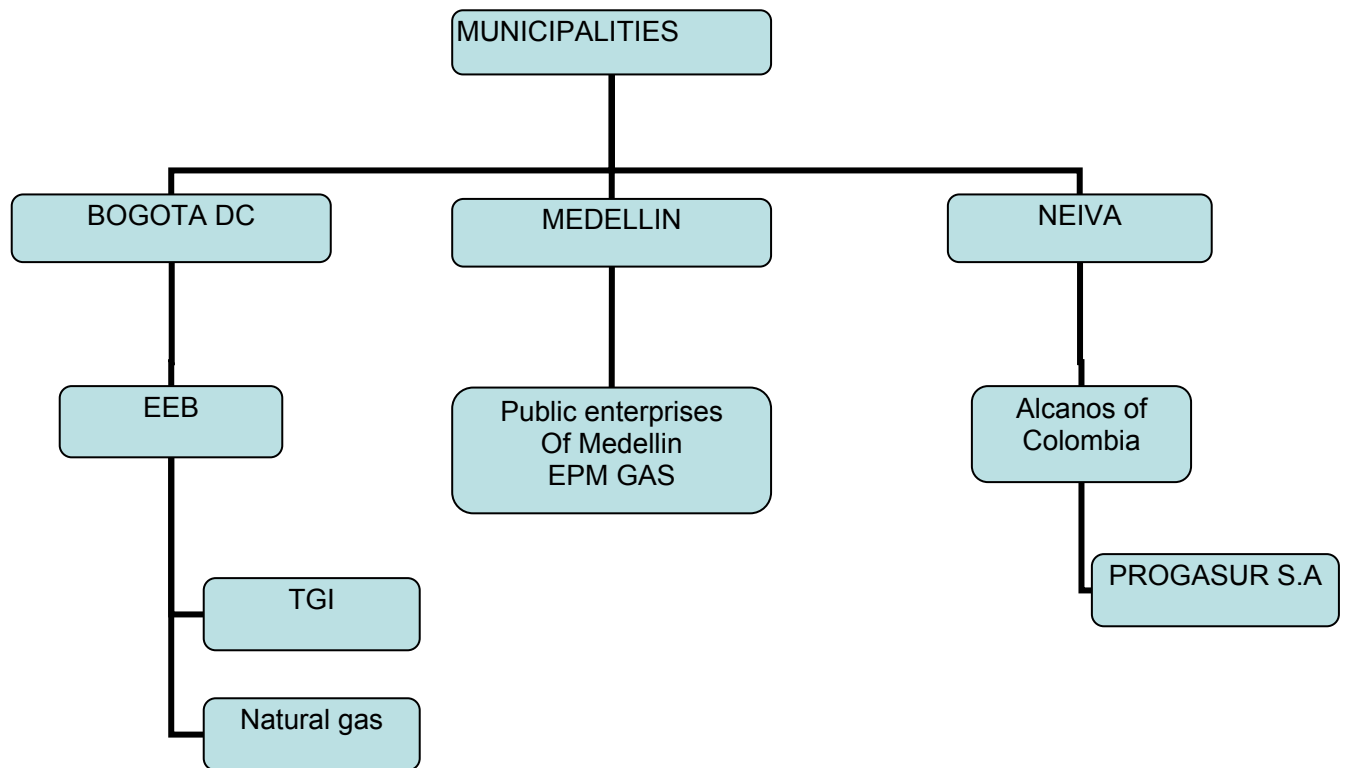 MUNICIPALITIES
BOGOTA DC
MEDELLIN
NEIVA
EEB
Public enterprises
Of Medellin
EPM GAS
Alcanos of
Colombia
TGI
PROGASUR S.A
Natural gas